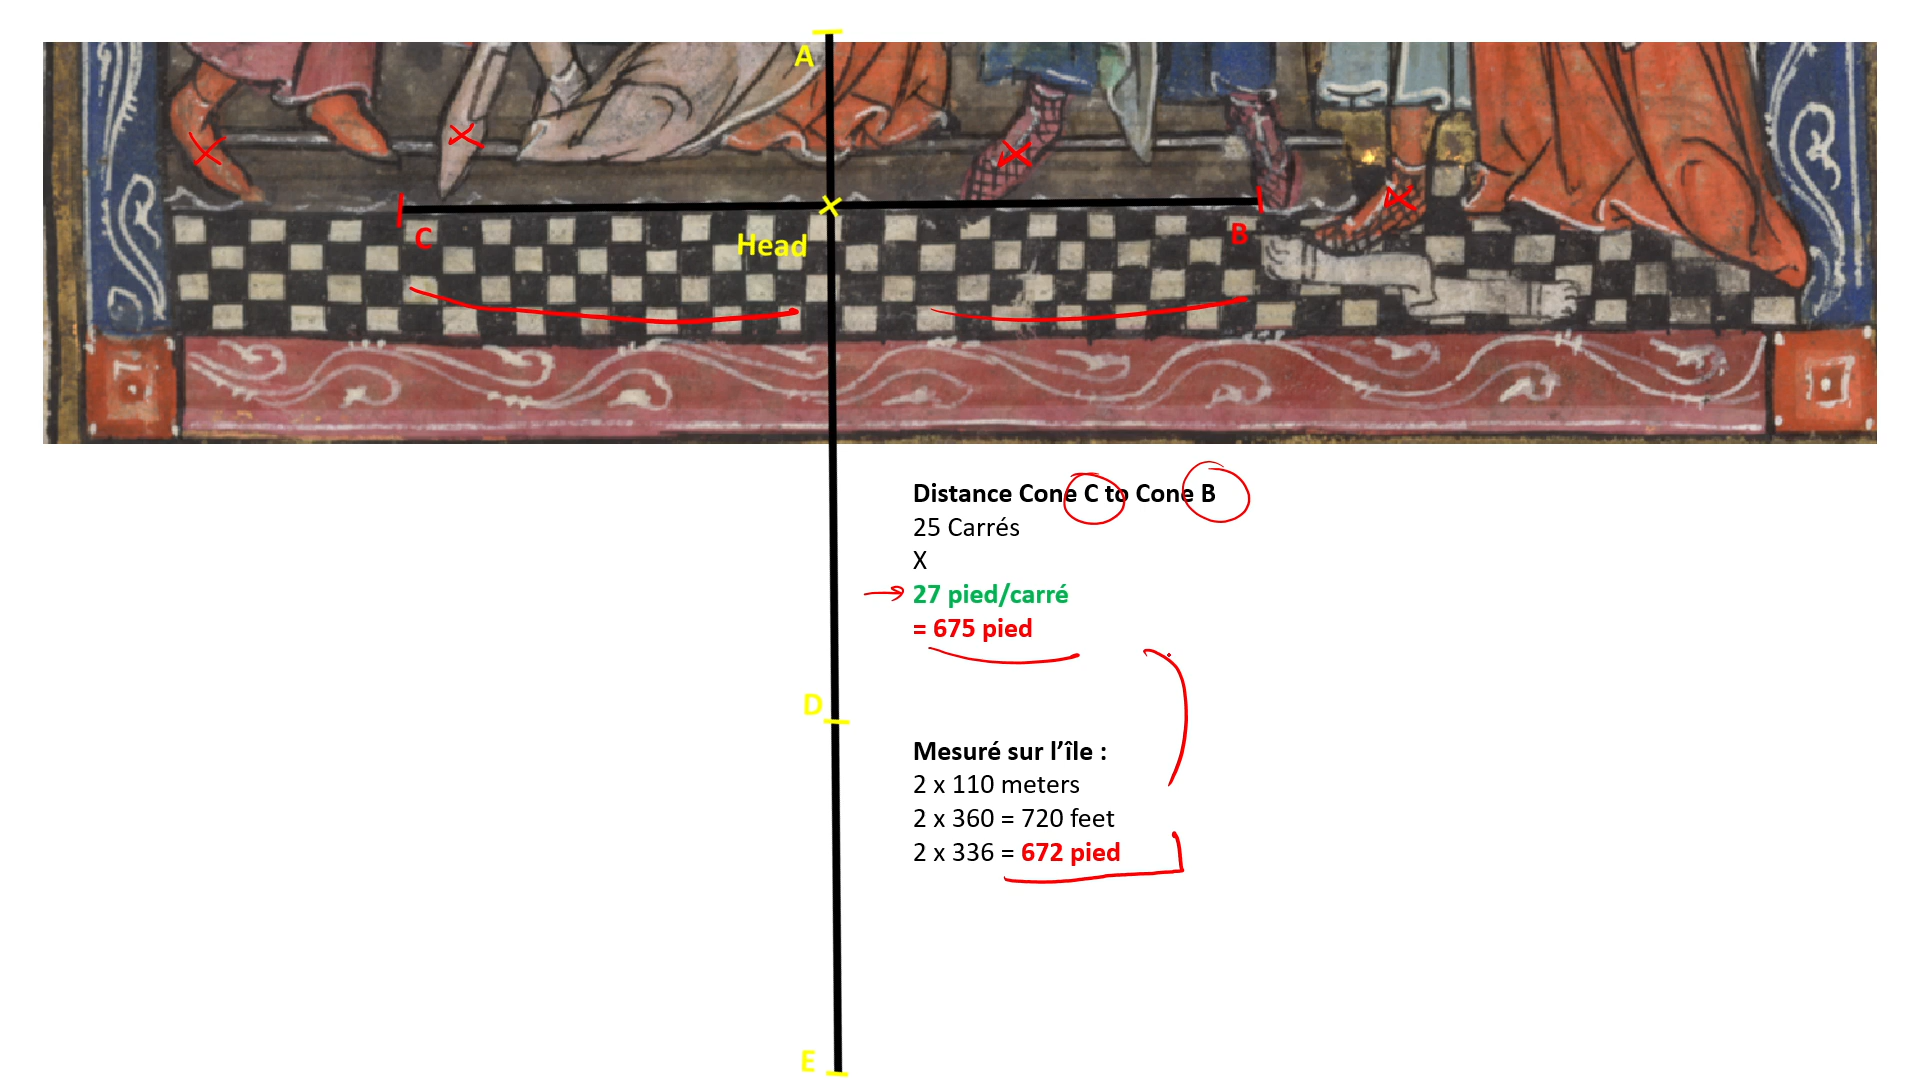 A
C
Head
B
Distance Cone C to Cone B
25 Carrés
X
27 pied/carré
= 675 pied
D
Mesuré sur l’île :
2 x 110 meters
2 x 360 = 720 feet
2 x 336 = 672 pied
E